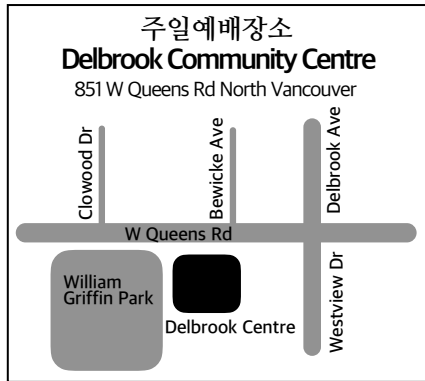 주일예배장소
Delbrook Community Centre
851 W Queens Rd North Vancouver
Clowood Dr
Bewicke Ave
Delbrook Ave
W Queens Rd
William
Griffin Park
Delbrook Centre
Westview Dr